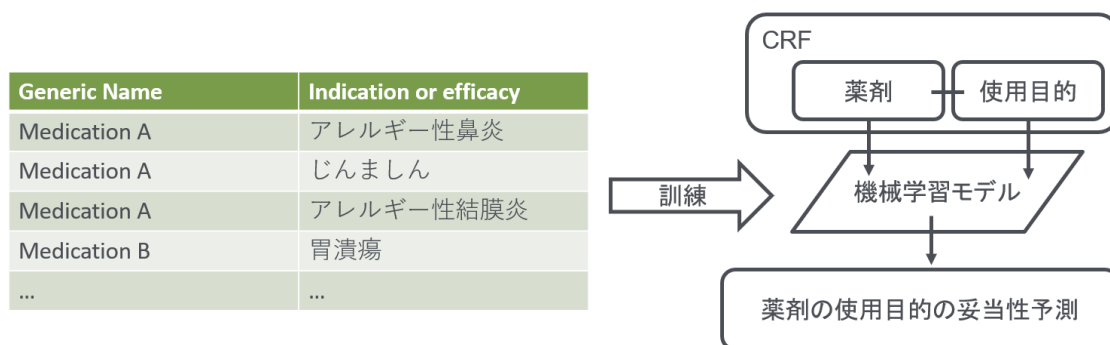 Generic Name
Indication or efficacy
Medication A
アレルギー性鼻炎
Medication A
じんましん
Medication A
アレルギー性結膜炎
Medication B
胃潰瘍
...
...
訓練
CRF
薬剤
使用目的
機械学習モデル
薬剤の使用目的の妥当性予測